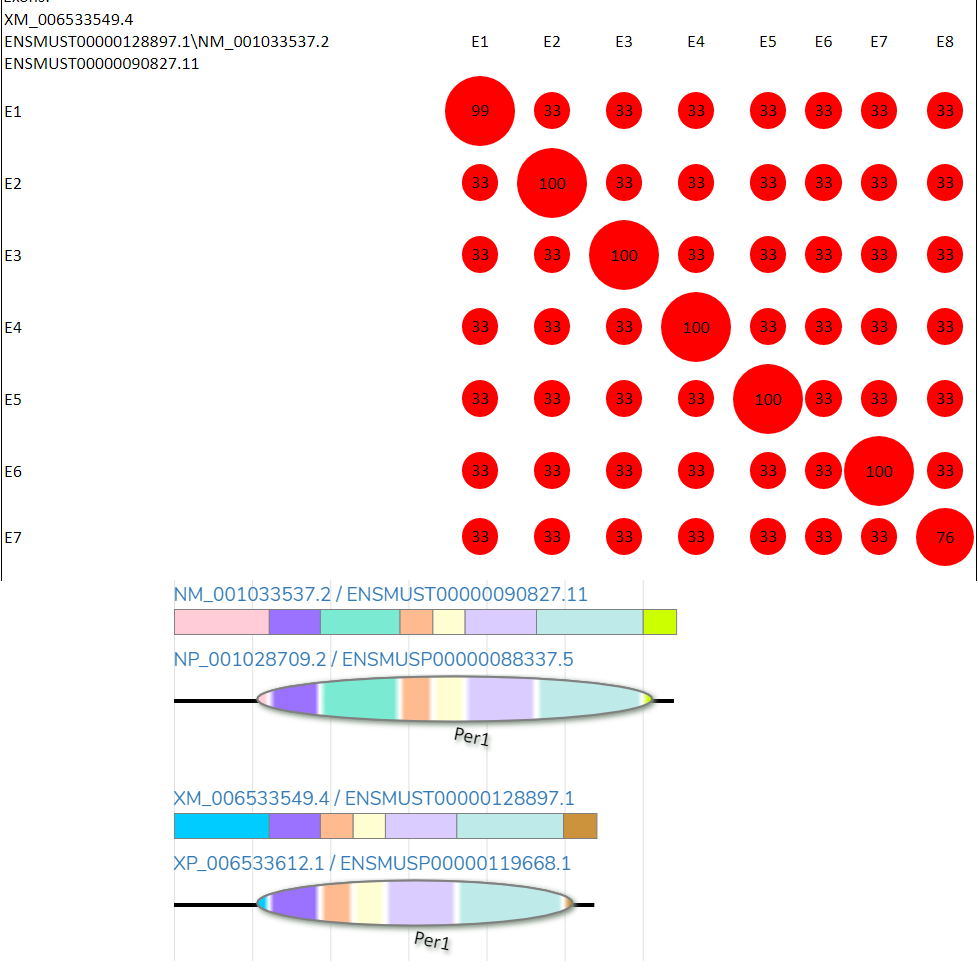 Exons:
XM_006533549.4
ENSMUST00000128897.1\NM_001033537.2 E1 E2 E3 E4 E5 E6 E7 E8
ENSMUST00000090827.11
E1 99 33 33 33 33 33 33 33
E2 33 100 33 33 33 33 33 33
E3 33 33 100 33 33 33 33 33
E4 33 33 33 100 33 33 33 33
E5 33 33 33 33 100 33 33 33
E6 33 33 33 33 33 33 100 33
E7 33 33 33 33 33 33 33 76
NM_001033537.2 / ENSMUST00000090827.11
NP_001028709.2 / ENSMUSP00000088337.5
Per1
XM_006533549.4 / ENSMUST00000128897.1
XP_006533612.1 / ENSMUSP00000119668.1
Per1